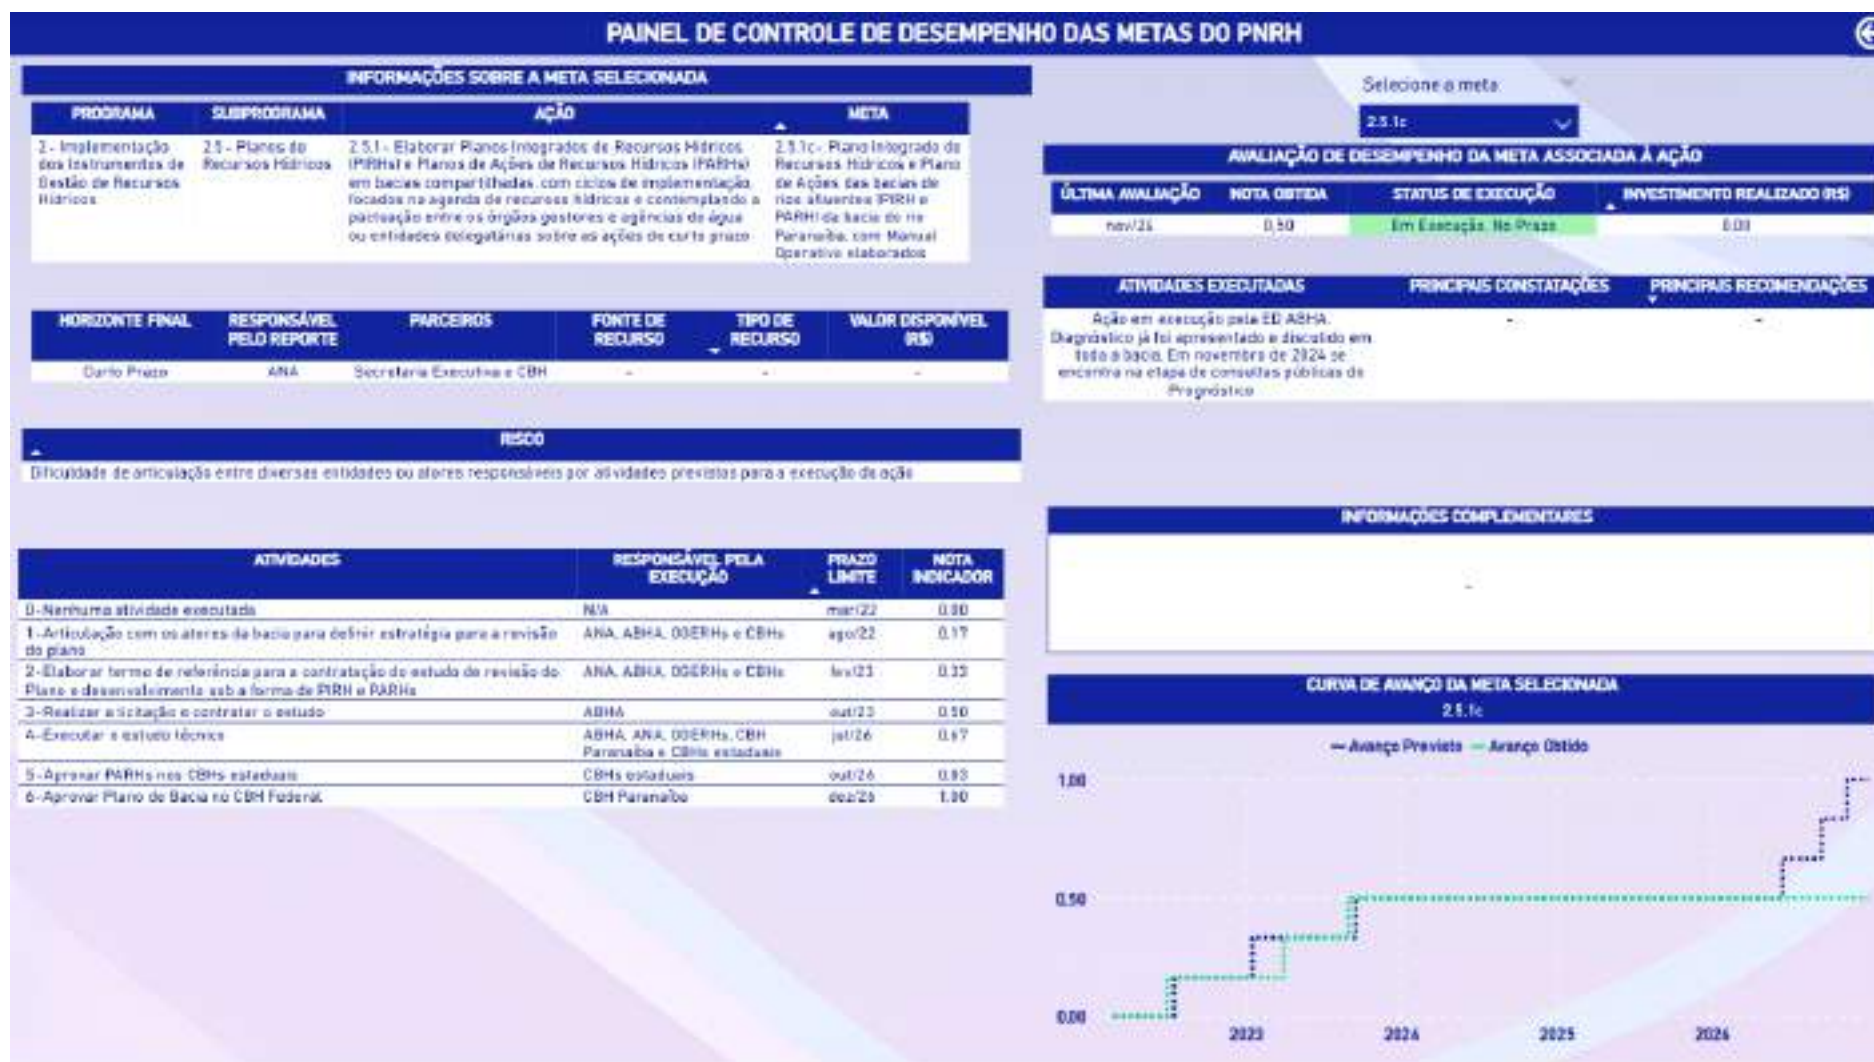 PAINEL DE CONTROLE DE DESEMPENHO DAS METAS DO PNRH
INFORMAÇÕES SOBRE A META SELECIONADA
PROGRAMA SUBPROGRAMA AÇÃO META
2 - Implementação dos Instrumentos de Gestão de Recursos Hídricos
2.5 - Planos de Recursos Hídricos
2.5.1 - Elaborar Planos Integrados de Recursos Hídricos
(PIRHs) e Planos de Ações de Recursos Hídricos (PARHs)
em bacias compartilhadas, com ciclos de implementação
focados na agenda de recursos hídricos e contemplando a
pactuação entre os órgãos gestores e agências de água
ou entidades delegatárias sobre as ações de curto prazo
2.5.1c - Plano Integrado de
Recursos Hídricos e Plano
de Ações das bacias de
rios afluentes (PIRH e
PARH) da bacia do rio
Paranaíba, com Manual
Operativo elaborados
HORIZONTE FINAL RESPONSÁVEL PELO REPORTE PARCEIROS FONTE DE RECURSO TIPO DE RECURSO VALOR DISPONÍVEL (R$)
Curto Prazo ANA Secretaria Executiva e CBH - - -
RISCO
Dificuldade de articulação entre diversas entidades ou atores responsáveis por atividades previstas para a execução da ação
ATIVIDADES RESPONSÁVEL PELA EXECUÇÃO PRAZO LIMITE NOTA INDICADOR
0-Nenhuma atividade executada N/A mar/22 0,00
1-Articulação com os atores da bacia para definir estratégia para a revisão do plano ANA, ABHA, OGERHs e CBHs ago/22 0,17
2-Elaborar termo de referência para a contratação do estudo de revisão do Plano e desenvolvimento sob a forma de PIRH e PARHs ANA, ABHA, OGERHs e CBHs fev/23 0,33
3-Realizar a licitação e contratar o estudo ABHA out/23 0,50
4-Executar o estudo técnico ABHA, ANA, OGERHs, CBH Paranaíba e CBHs estaduais jul/26 0,67
5-Aprovar PARHs nos CBHs estaduais CBHs estaduais out/26 0,83
6-Aprovar Plano de Bacia no CBH Federal. CBH Paranaíba dez/26 1,00
Selecione a meta
2.5.1c
AVALIAÇÃO DE DESEMPENHO DA META ASSOCIADA À AÇÃO
ÚLTIMA AVALIAÇÃO NOTA OBTIDA STATUS DE EXECUÇÃO INVESTIMENTO REALIZADO (R$)
nov/24 0,50 Em Execução. No Prazo 0,00
ATIVIDADES EXECUTADAS PRINCIPAIS CONSTATAÇÕES PRINCIPAIS RECOMENDAÇÕES
Ação em execução pela ED ABHA.
Diagnóstico já foi apresentado e discutido em
toda a bacia. Em novembro de 2024 se
encontra na etapa de consultas públicas do
Prognóstico
- -
INFORMAÇÕES COMPLEMENTARES
-
CURVA DE AVANÇO DA META SELECIONADA
2.5.1c
Avanço Previsto Avanço Obtido
1,00
0,50
0,00
2023 2024 2025 2026